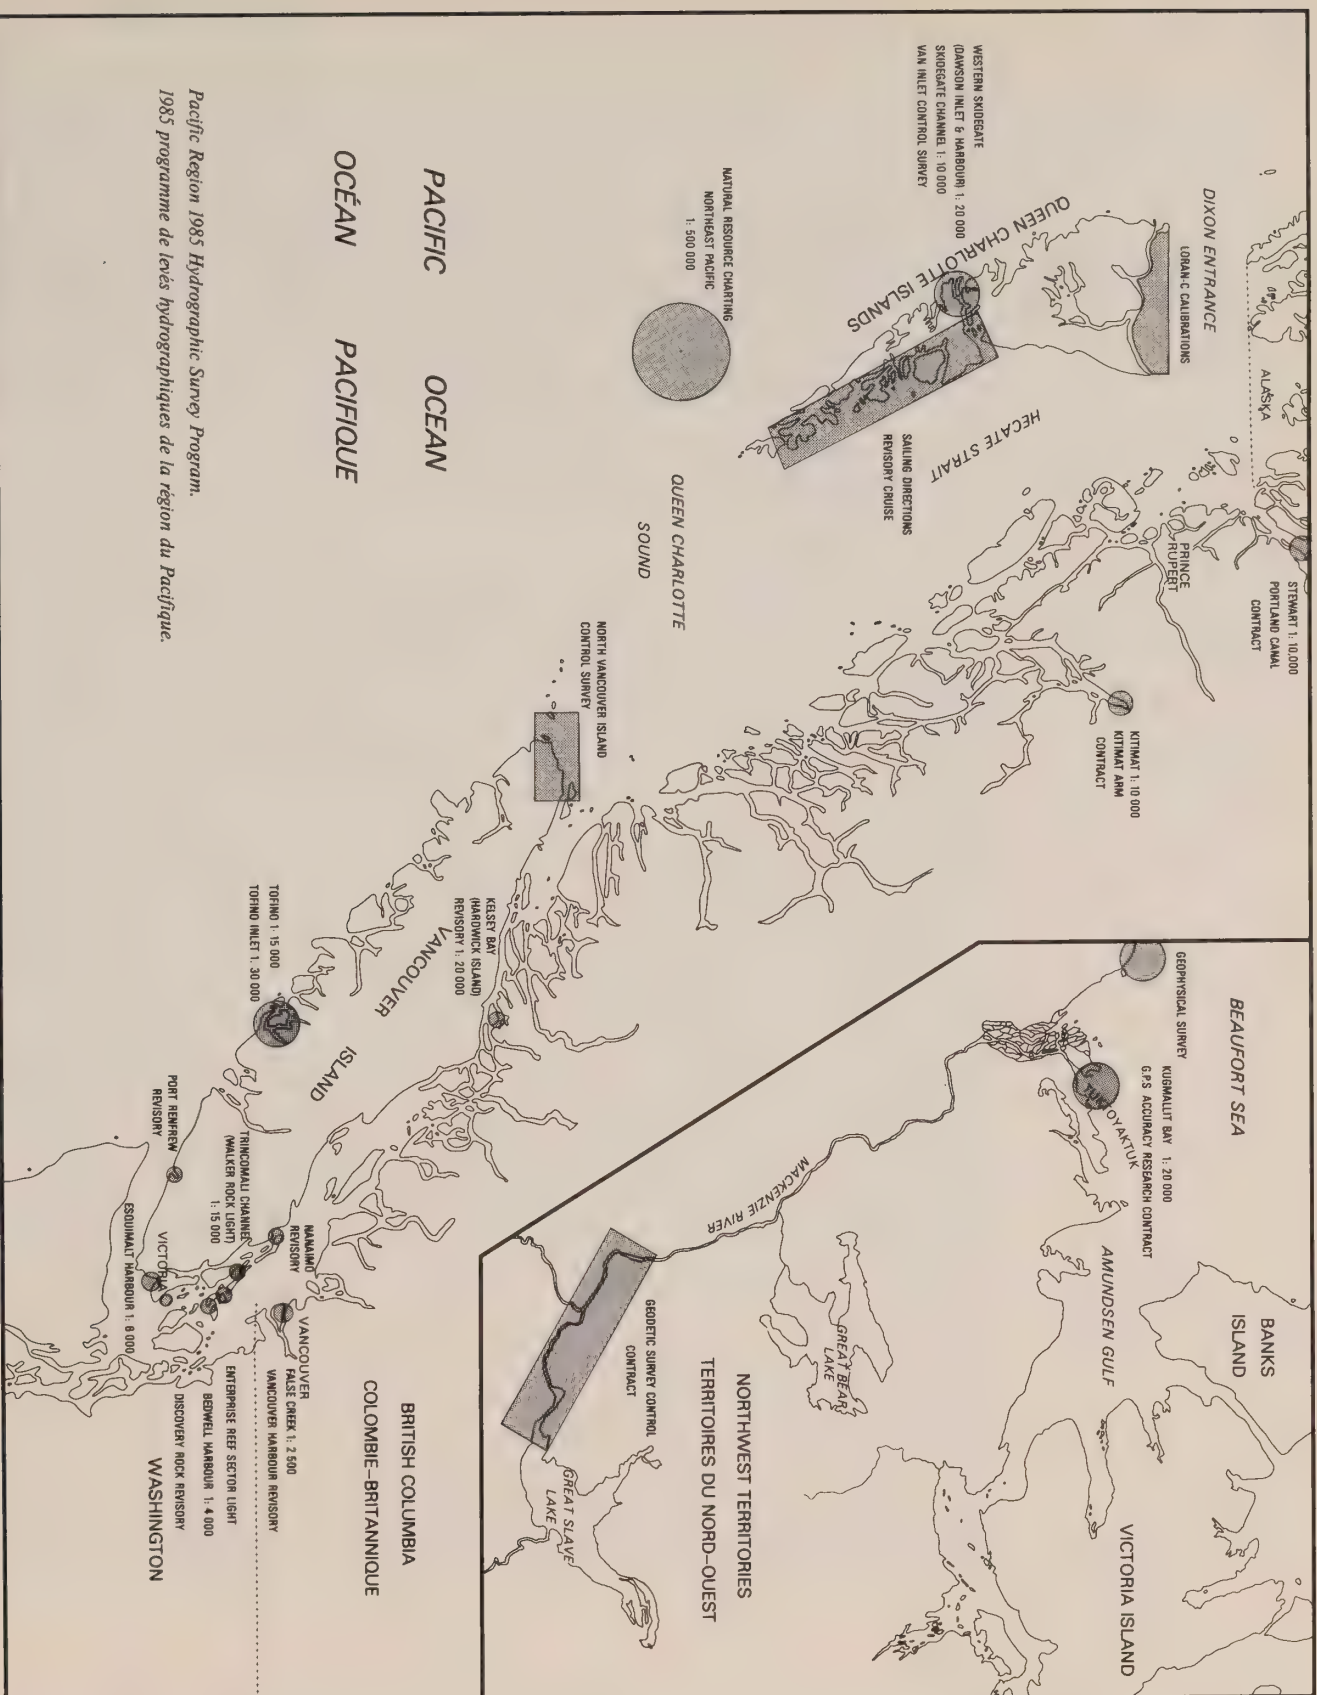 DIXON ENTRANCE
LORAN-C CALIBRATIONS
ALASKA
STEWART 1: 10,000
PORTLAND CANAL
CONTRACT
PRINCE
RUPERT
WESTERN SKIDEGATE
(DAWSON INLET & HARBOUR) 1: 20 000
SKIDEGATE CHANNEL 1: 10 000
VAN INLET CONTROL SURVEY
QUEEN CHARLOTTE ISLANDS
HECATE STRAIT
SAILING DIRECTIONS
REVISORY CRUISE
KITIMAT 1: 10 000
KITIMAT ARM
CONTRACT
NATURAL RESOURCE CHARTING
NORTHEAST PACIFIC
1: 500 000
QUEEN CHARLOTTE
SOUND
NORTH VANCOUVER ISLAND
CONTROL SURVEY
PACIFIC OCEAN
OCÉAN PACIFIQUE
KELSEY BAY
(HARDWICK ISLAND)
REVISORY 1: 20 000
VANCOUVER
ISLAND
TOFINO 1: 15 000
TOFINO INLET 1: 30 000
PORT RENFREW
REVISORY
TRINCOMALI CHANNEL
(WALKER ROCK LIGHT)
1: 15 000
NANAIMO
REVISORY
VICTORIA
ESQUIMALT HARBOUR 1: 6 000
VANCOUVER
FALSE CREEK 1: 2 500
VANCOUVER HARBOUR REVISORY
ENTERPRISE REEF SECTOR LIGHT
BEDWELL HARBOUR 1: 4 000
DISCOVERY ROCK REVISORY
WASHINGTON
BRITISH COLUMBIA
COLOMBIE-BRITANNIQUE
BEAUFORT SEA
GEOPHYSICAL SURVEY
KUGMALLIT BAY 1: 20 000
G.P.S ACCURACY RESEARCH CONTRACT
TUKTOYAKTUK
AMUNDSEN GULF
BANKS
ISLAND
VICTORIA ISLAND
MACKENZIE RIVER
GREAT BEAR
LAKE
NORTHWEST TERRITORIES
TERRITOIRES DU NORD-OUEST
GEODETIC SURVEY CONTROL
CONTRACT
GREAT SLAVE
LAKE
Pacific Region 1985 Hydrographic Survey Program.
1985 programme de levés hydrographiques de la région du Pacifique.